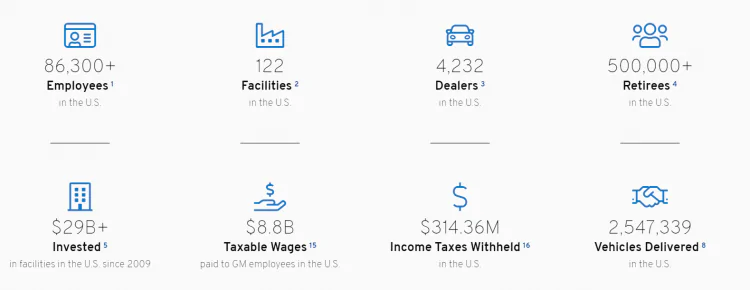 86,300+
Employees 1
in the U.S.
122
Facilities 2
in the U.S.
4,232
Dealers 3
in the U.S.
500,000+
Retirees 4
in the U.S.
$29B+
Invested 5
in facilities in the U.S. since 2009
$8.8B
Taxable Wages 15
paid to GM employees in the U.S.
$314.36M
Income Taxes Withheld 16
in the U.S.
2,547,339
Vehicles Delivered 8
in the U.S.